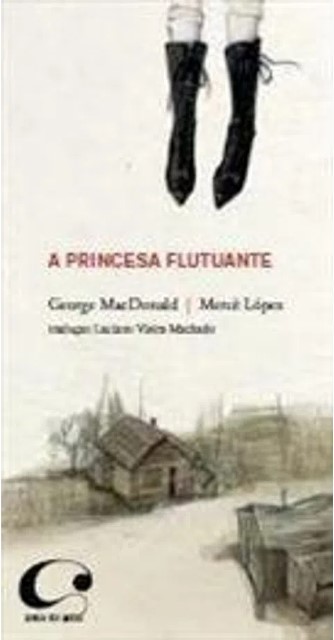 A PRINCESA FLUTUANTE
George MacDonald | Mercè López
tradução: Luciano Vieira Machado